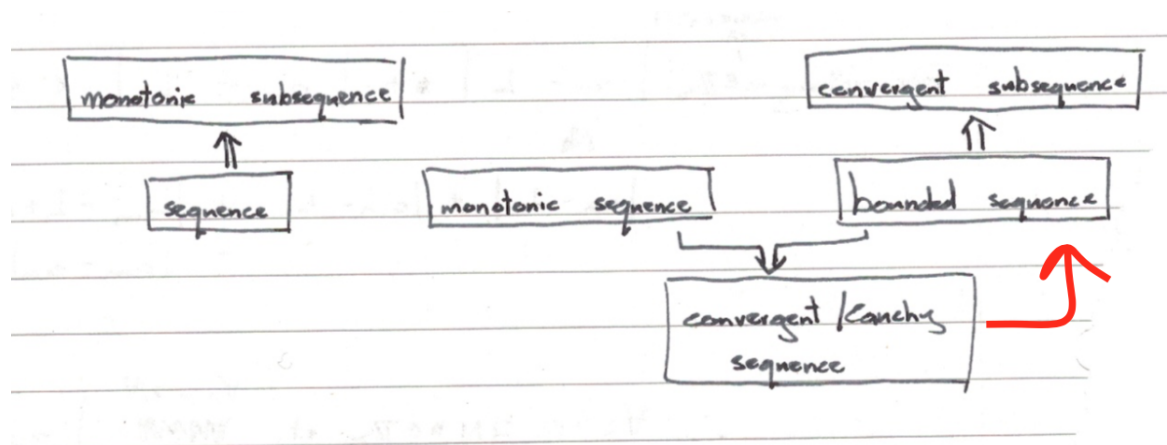 monotonic subsequence
convergent subsequence
sequence
monotonic sequence
bounded sequence
convergent / Cauchy
sequence